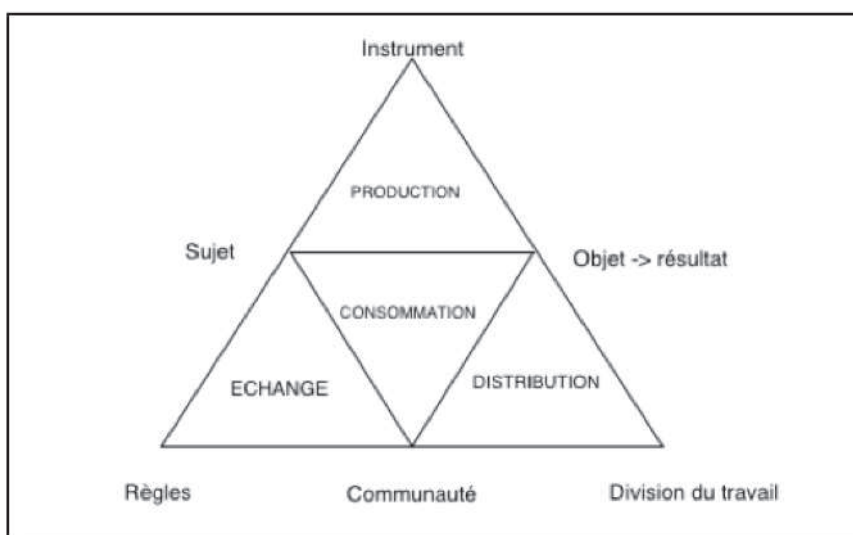 Instrument
PRODUCTION
Sujet
Objet -> résultat
CONSOMMATION
ECHANGE
DISTRIBUTION
Règles
Communauté
Division du travail